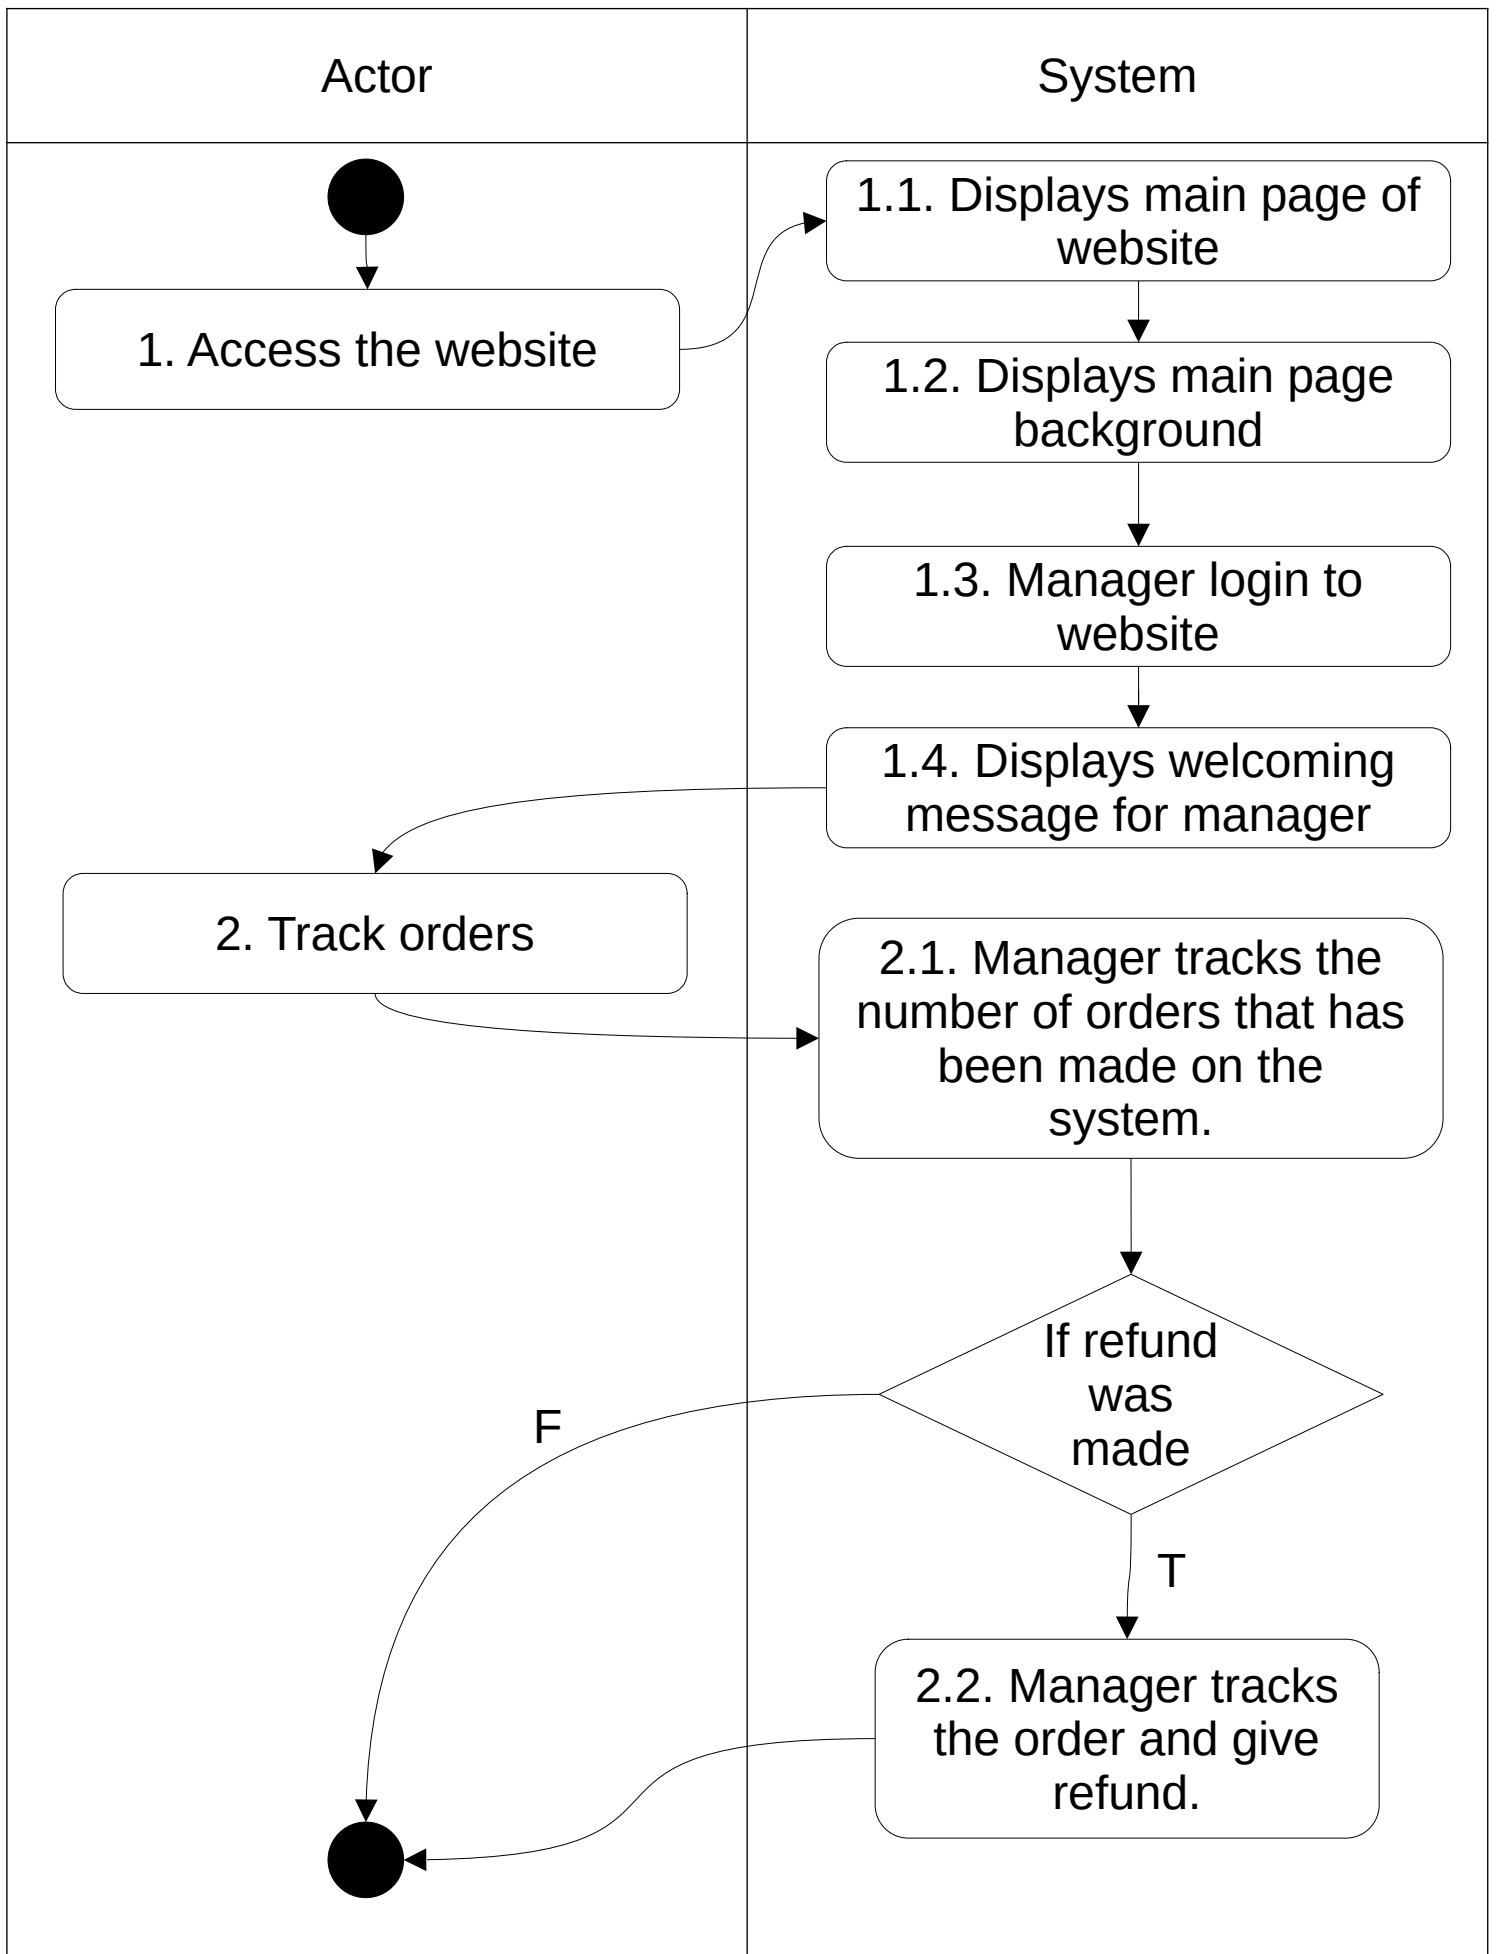 Actor
System
1.1. Displays main page of
website
1. Access the website
1.2. Displays main page
background
1.3. Manager login to
website
1.4. Displays welcoming
message for manager
2. Track orders
2.1. Manager tracks the
number of orders that has
been made on the
system.
If refund
was
made
F
T
2.2. Manager tracks
the order and give
refund.